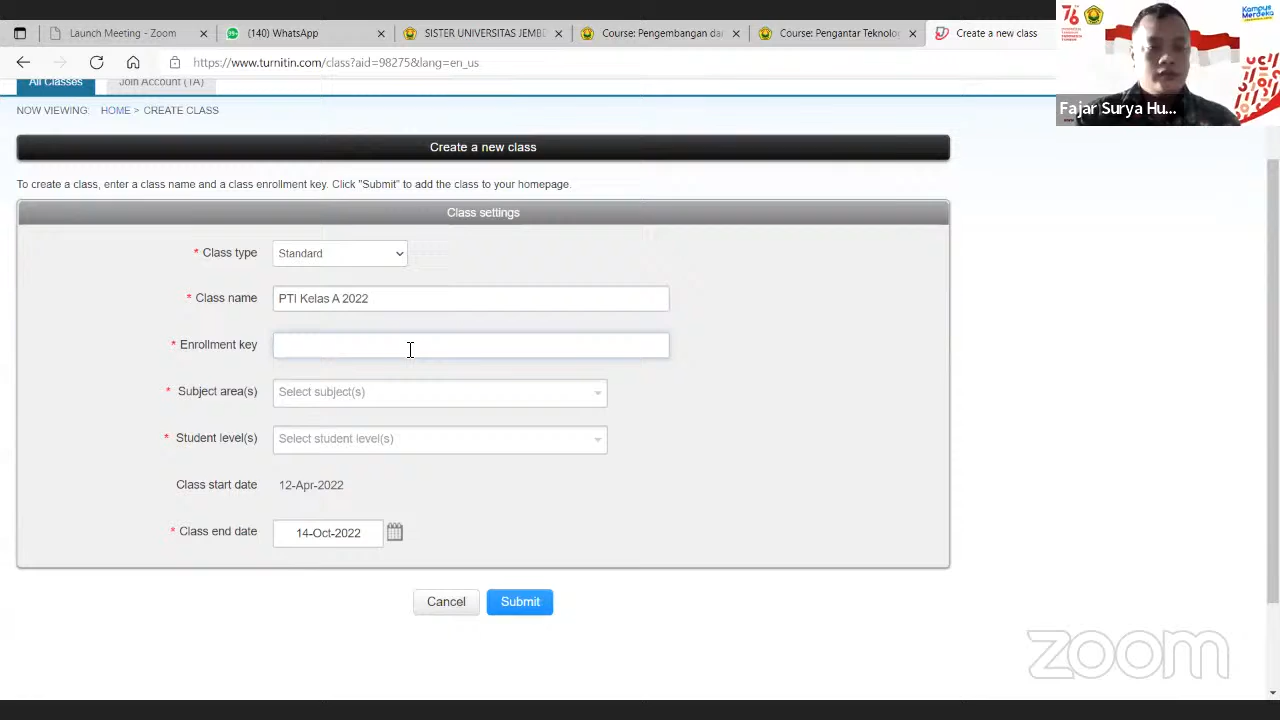 Launch Meeting - Zoom
(140) WhatsApp
SISTER UNIVERSITAS JEMB
Course: Pengembangan dan
Course: Pengantar Teknolog
Create a new class
https://www.turnitin.com/class?aid=98275&lang=en_us
All Classes
Join Account (TA)
NOW VIEWING: HOME > CREATE CLASS
76
Kampus
Merdeka
Fajar Surya Hu...
Create a new class
To create a class, enter a class name and a class enrollment key. Click "Submit" to add the class to your homepage.
Class settings
* Class type Standard
* Class name PTI Kelas A 2022
* Enrollment key
* Subject area(s) Select subject(s)
* Student level(s) Select student level(s)
Class start date 12-Apr-2022
* Class end date 14-Oct-2022
Cancel Submit
zoom